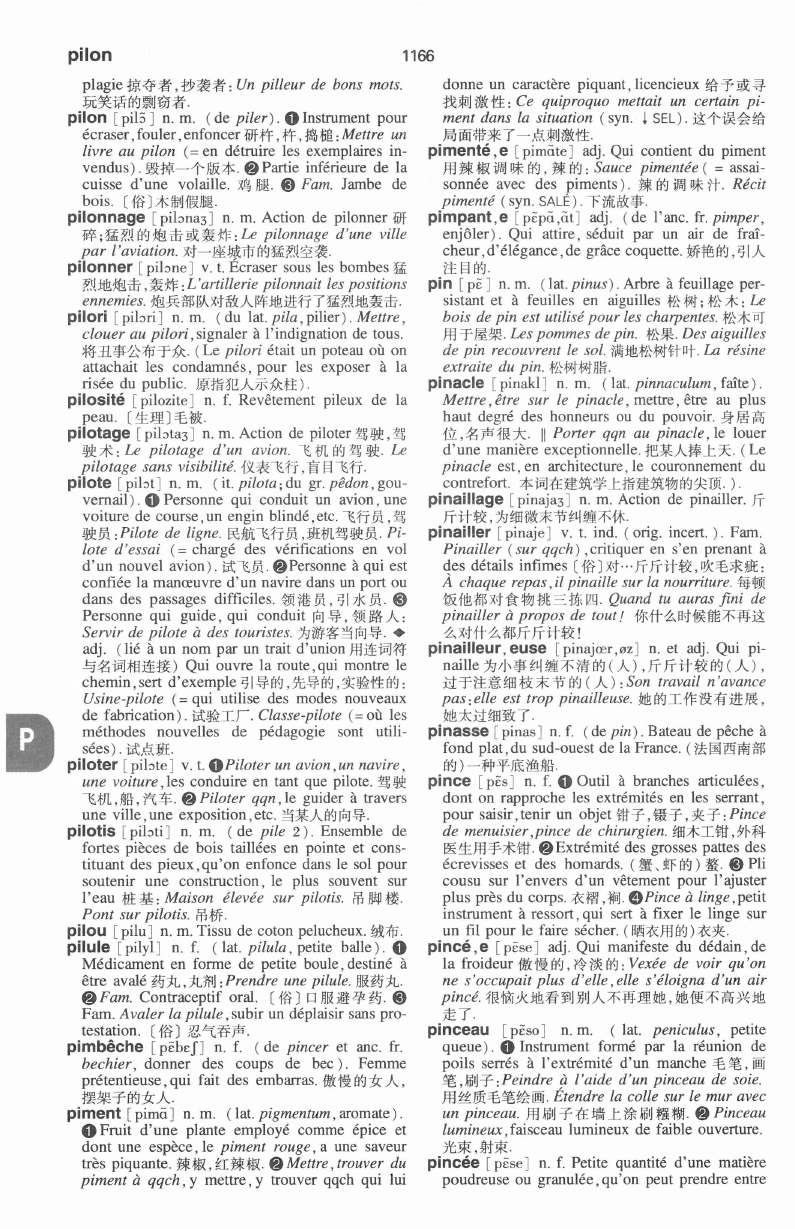 pilon
1166
plagie 掠夺者,抄袭者:Un pilleur de bons mots.
玩笑话的剽窃者.
pilon [pilɔ̃] n. m. (de piler). ❶ Instrument pour
écraser,fouler,enfoncer 研杵,杵,捣槌:Mettre un
livre au pilon (= en détruire les exemplaires in-
vendus). 毁掉一个版本. ❷ Partie inférieure de la
cuisse d'une volaille. 鸡腿. ❸ Fam. Jambe de
bois. 〔俗〕木制假腿.
pilonnage [pilɔnaʒ] n. m. Action de pilonner 研
碎;猛烈的炮击或轰炸:Le pilonnage d'une ville
par l'aviation. 对一座城市的猛烈空袭.
pilonner [pilɔne] v. t. Écraser sous les bombes 猛
烈地炮击,轰炸:L'artillerie pilonnait les positions
ennemies. 炮兵部队对敌人阵地进行了猛烈地轰击.
pilori [pilɔri] n. m. (du lat. pila,pilier). Mettre,
clouer au pilori,signaler à l'indignation de tous.
将丑事公布于众. (Le pilori était un poteau où on
attachait les condamnés, pour les exposer à la
risée du public. 原指犯人示众柱).
pilosité [pilozite] n. f. Revêtement pileux de la
peau. 〔生理〕毛被.
pilotage [pilɔtaʒ] n. m. Action de piloter 驾驶,驾
驶术: Le pilotage d'un avion. 飞机的驾驶. Le
pilotage sans visibilité. 仪表飞行,盲目飞行.
pilote [pilɔt] n. m. (it. pilota; du gr. pêdon, gou-
vernail). ❶ Personne qui conduit un avion, une
voiture de course,un engin blindé,etc. 飞行员,驾
驶员:Pilote de ligne. 民航飞行员,班机驾驶员. Pi-
lote d'essai (= chargé des vérifications en vol
d'un nouvel avion). 试飞员. ❷Personne à qui est
confiée la manœuvre d'un navire dans un port ou
dans des passages difficiles. 领港员,引水员. ❸
Personne qui guide, qui conduit 向导,领路人:
Servir de pilote à des touristes. 为游客当向导. ◆
adj. (lié à un nom par un trait d'union 用连词符
与名词相连接) Qui ouvre la route,qui montre le
chemin,sert d'exemple 引导的,先导的,实验性的:
Usine-pilote (= qui utilise des modes nouveaux
de fabrication). 试验工厂. Classe-pilote (= où les
méthodes nouvelles de pédagogie sont utili-
sées). 试点班.
piloter [pilɔte] v. t. ❶Piloter un avion,un navire,
une voiture,les conduire en tant que pilote. 驾驶
飞机,船,汽车. ❷ Piloter qqn, le guider à travers
une ville,une exposition,etc. 当某人的向导.
pilotis [pilɔti] n. m. (de pile 2). Ensemble de
fortes pièces de bois taillées en pointe et cons-
tituant des pieux,qu'on enfonce dans le sol pour
soutenir une construction, le plus souvent sur
l'eau 桩基: Maison élevée sur pilotis. 吊脚楼.
Pont sur pilotis. 吊桥.
pilou [pilu] n. m. Tissu de coton pelucheux. 绒布.
pilule [pilyl] n. f. (lat. pilula, petite balle). ❶
Médicament en forme de petite boule,destiné à
être avalé 药丸,丸剂:Prendre une pilule. 服药丸.
❷ Fam. Contraceptif oral. 〔俗〕口服避孕药. ❸
Fam. Avaler la pilule,subir un déplaisir sans pro-
testation. 〔俗〕忍气吞声.
pimbêche [pɛ̃bɛʃ] n. f. (de pincer et anc. fr.
bechier, donner des coups de bec). Femme
prétentieuse,qui fait des embarras. 傲慢的女人,
摆架子的女人.
piment [pimɑ̃] n. m. (lat. pigmentum, aromate).
❶ Fruit d'une plante employé comme épice et
dont une espèce, le piment rouge, a une saveur
très piquante. 辣椒,红辣椒. ❷ Mettre,trouver du
piment à qqch, y mettre, y trouver qqch qui lui
donne un caractère piquant, licencieux 给予或寻
找刺激性: Ce quiproquo mettait un certain pi-
ment dans la situation (syn. ↓ SEL). 这个误会给
局面带来了一点刺激性.
pimenté,e [pimɑ̃te] adj. Qui contient du piment
用辣椒调味的,辣的: Sauce pimentée ( = assai-
sonnée avec des piments). 辣的调味汁. Récit
pimenté (syn. SALÉ). 下流故事.
pimpant,e [pɛ̃pɑ̃,ɑ̃t] adj. (de l'anc. fr. pimper,
enjôler). Qui attire, séduit par un air de fraî-
cheur,d'élégance,de grâce coquette. 娇艳的,引人
注目的.
pin [pɛ̃] n. m. (lat. pinus). Arbre à feuillage per-
sistant et à feuilles en aiguilles 松树;松木: Le
bois de pin est utilisé pour les charpentes. 松木可
用于屋架. Les pommes de pin. 松果. Des aiguilles
de pin recouvrent le sol. 满地松树针叶. La résine
extraite du pin. 松树树脂.
pinacle [pinakl] n. m. (lat. pinnaculum, faîte).
Mettre,être sur le pinacle, mettre, être au plus
haut degré des honneurs ou du pouvoir. 身居高
位,名声很大. ‖ Porter qqn au pinacle, le louer
d'une manière exceptionnelle. 把某人捧上天. (Le
pinacle est, en architecture, le couronnement du
contrefort. 本词在建筑学上指建筑物的尖顶. ).
pinaillage [pinajaʒ] n. m. Action de pinailler. 斤
斤计较,为细微末节纠缠不休.
pinailler [pinaje] v. t. ind. (orig. incert. ). Fam.
Pinailler (sur qqch),critiquer en s'en prenant à
des détails infimes 〔俗〕对…斤斤计较,吹毛求疵:
À chaque repas,il pinaille sur la nourriture. 每顿
饭他都对食物挑三拣四. Quand tu auras fini de
pinailler à propos de tout! 你什么时候能不再这
么对什么都斤斤计较!
pinailleur, euse [pinajœr,øz] n. et adj. Qui pi-
naille 为小事纠缠不清的(人),斤斤计较的(人),
过于注意细枝末节的(人):Son travail n'avance
pas:elle est trop pinailleuse. 她的工作没有进展,
她太过细致了.
pinasse [pinas] n. f. (de pin). Bateau de pêche à
fond plat,du sud-ouest de la France. (法国西南部
的)一种平底渔船.
pince [pɛ̃s] n. f. ❶ Outil à branches articulées,
dont on rapproche les extrémités en les serrant,
pour saisir,tenir un objet 钳子,镊子,夹子:Pince
de menuisier,pince de chirurgien. 细木工钳,外科
医生用手术钳. ❷ Extrémité des grosses pattes des
écrevisses et des homards. (蟹、虾的)螯. ❸ Pli
cousu sur l'envers d'un vêtement pour l'ajuster
plus près du corps. 衣褶,裥. ❹Pince à linge,petit
instrument à ressort, qui sert à fixer le linge sur
un fil pour le faire sécher. (晒衣用的)衣夹.
pincé,e [pɛ̃se] adj. Qui manifeste du dédain, de
la froideur 傲慢的,冷淡的:Vexée de voir qu'on
ne s'occupait plus d'elle,elle s'éloigna d'un air
pincé. 很恼火地看到别人不再理她,她便不高兴地
走了.
pinceau [pɛ̃so] n. m. ( lat. peniculus, petite
queue). ❶ Instrument formé par la réunion de
poils serrés à l'extrémité d'un manche 毛笔,画
笔,刷子:Peindre à l'aide d'un pinceau de soie.
用丝质毛笔绘画. Étendre la colle sur le mur avec
un pinceau. 用刷子在墙上涂刷糨糊. ❷ Pinceau
lumineux,faisceau lumineux de faible ouverture.
光束,射束.
pincée [pɛ̃se] n. f. Petite quantité d'une matière
poudreuse ou granulée,qu'on peut prendre entre
P